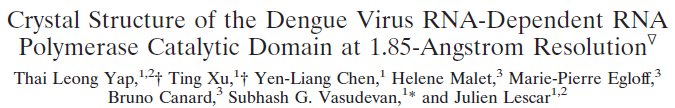 Crystal Structure of the Dengue Virus RNA-Dependent RNA
Polymerase Catalytic Domain at 1.85-Angstrom Resolution∇
Thai Leong Yap,1,2† Ting Xu,1† Yen-Liang Chen,1 Helene Malet,3 Marie-Pierre Egloff,3
Bruno Canard,3 Subhash G. Vasudevan,1* and Julien Lescar1,2